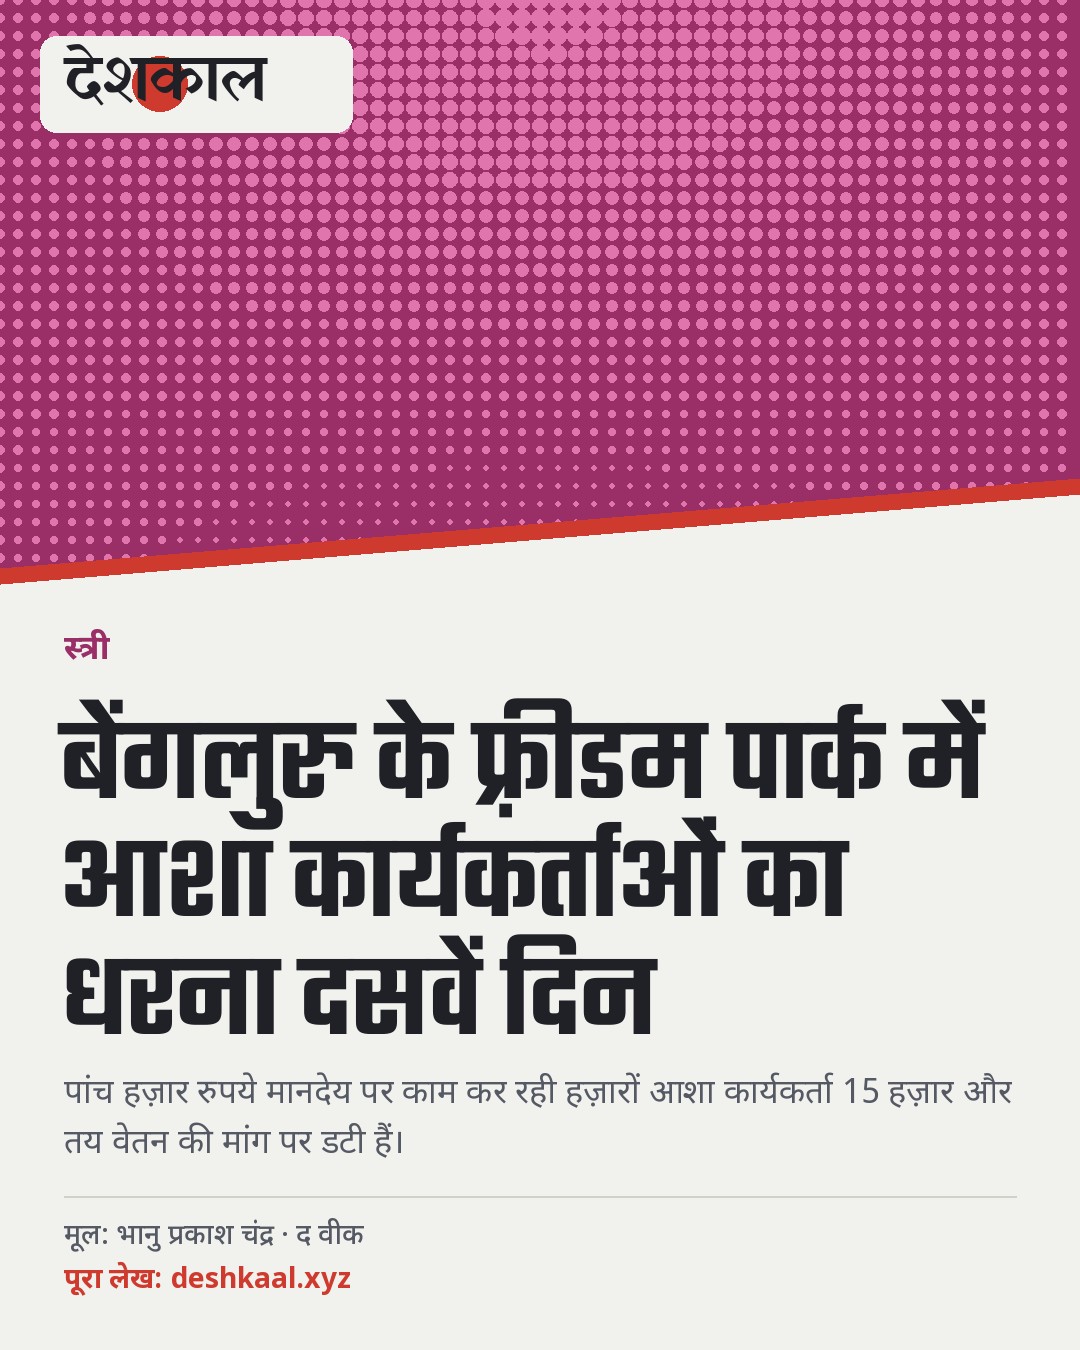 देशकाल
स्त्री
बेंगलुरु के फ़्रीडम पार्क में
आशा कार्यकर्ताओं का
धरना दसवें दिन
पांच हज़ार रुपये मानदेय पर काम कर रही हज़ारों आशा कार्यकर्ता 15 हज़ार और
तय वेतन की मांग पर डटी हैं।
मूल: भानु प्रकाश चंद्र · द वीक
पूरा लेख: deshkaal.xyz